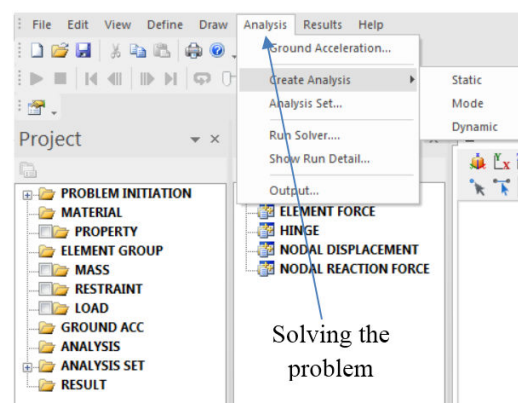 File Edit View Define Draw Analysis Results Help
Ground Acceleration...
Create Analysis
Static
Analysis Set...
Mode
Dynamic
Run Solver....
Show Run Detail...
Output...
Project
PROBLEM INITIATION
MATERIAL
PROPERTY
ELEMENT GROUP
MASS
RESTRAINT
LOAD
GROUND ACC
ANALYSIS
ANALYSIS SET
RESULT
ELEMENT FORCE
HINGE
NODAL DISPLACEMENT
NODAL REACTION FORCE
Solving the
problem